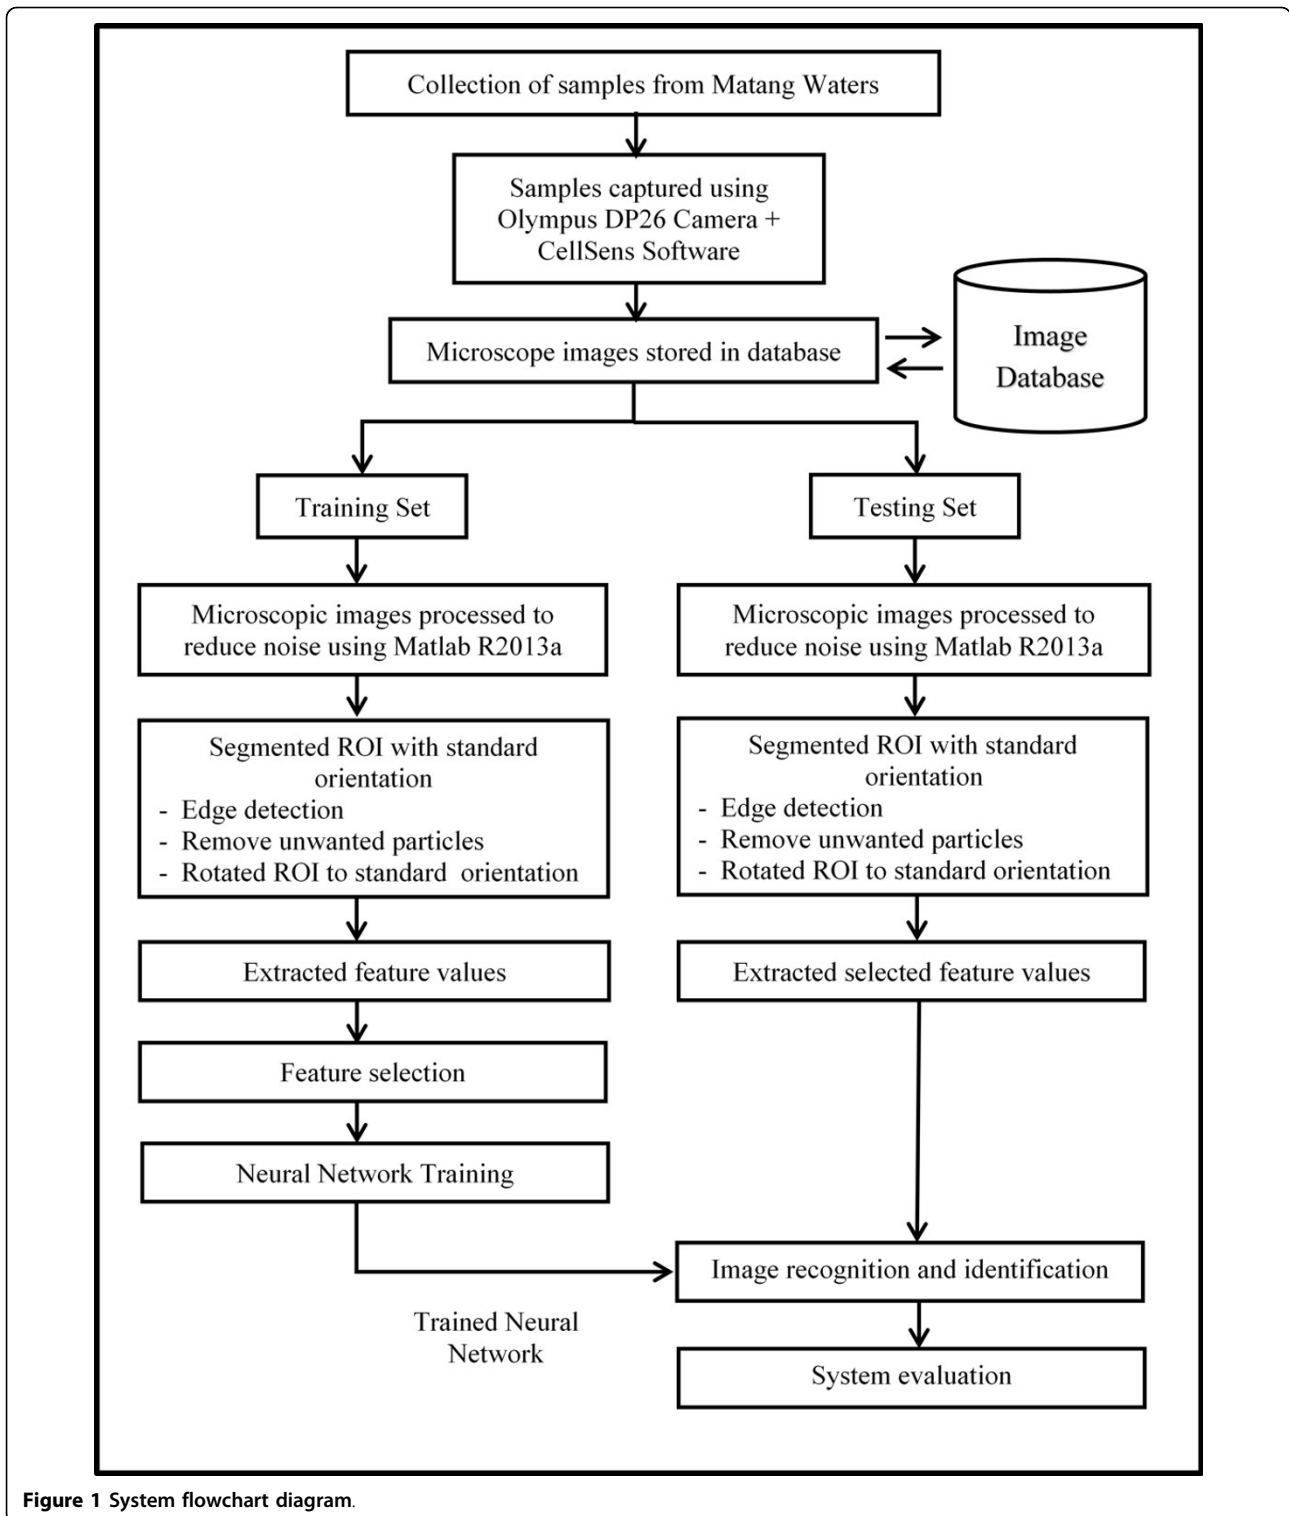 Collection of samples from Matang Waters
Samples captured using
Olympus DP26 Camera +
CellSens Software
Microscope images stored in database
Image
Database
Training Set
Testing Set
Microscopic images processed to
reduce noise using Matlab R2013a
Microscopic images processed to
reduce noise using Matlab R2013a
Segmented ROI with standard
orientation
- Edge detection
- Remove unwanted particles
- Rotated ROI to standard orientation
Segmented ROI with standard
orientation
- Edge detection
- Remove unwanted particles
- Rotated ROI to standard orientation
Extracted feature values
Extracted selected feature values
Feature selection
Neural Network Training
Image recognition and identification
Trained Neural
Network
System evaluation
Figure 1 System flowchart diagram.